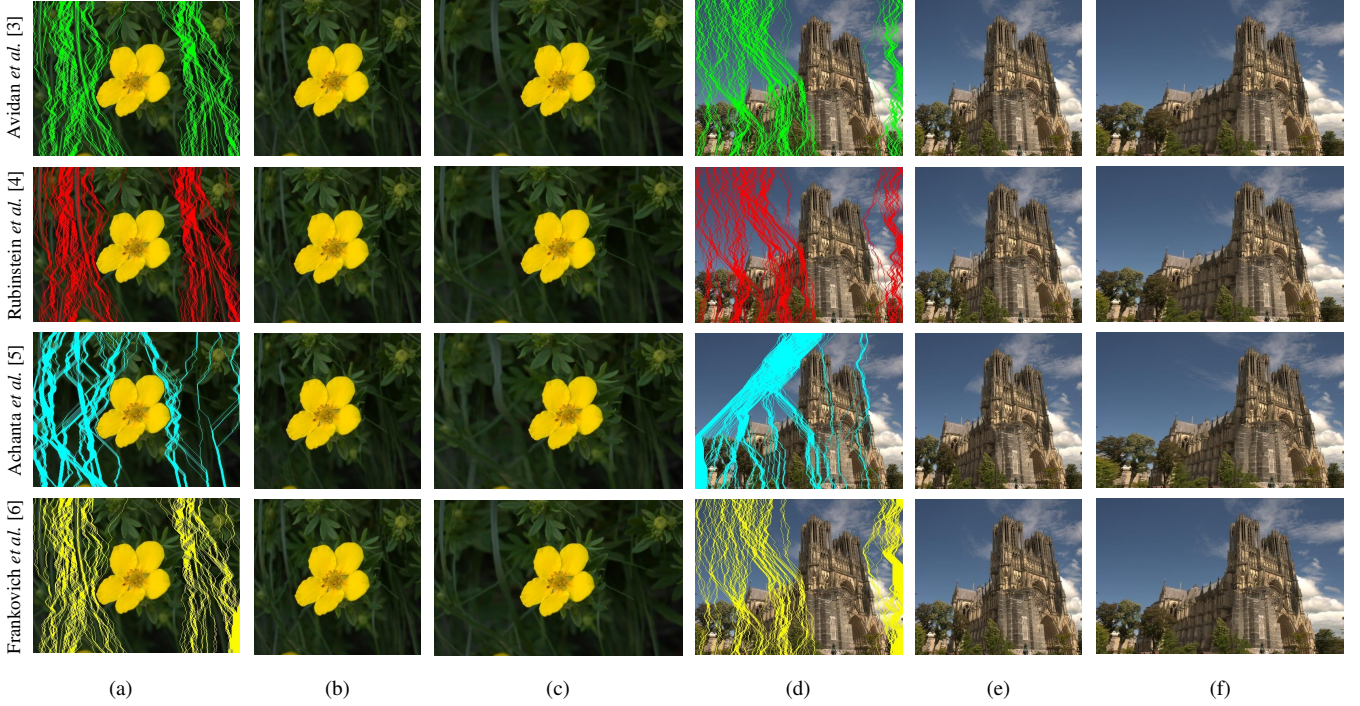 Avidan et al. [3]
Rubinstein et al. [4]
Achanta et al. [5]
Frankovich et al. [6]
(a) (b) (c) (d) (e) (f)